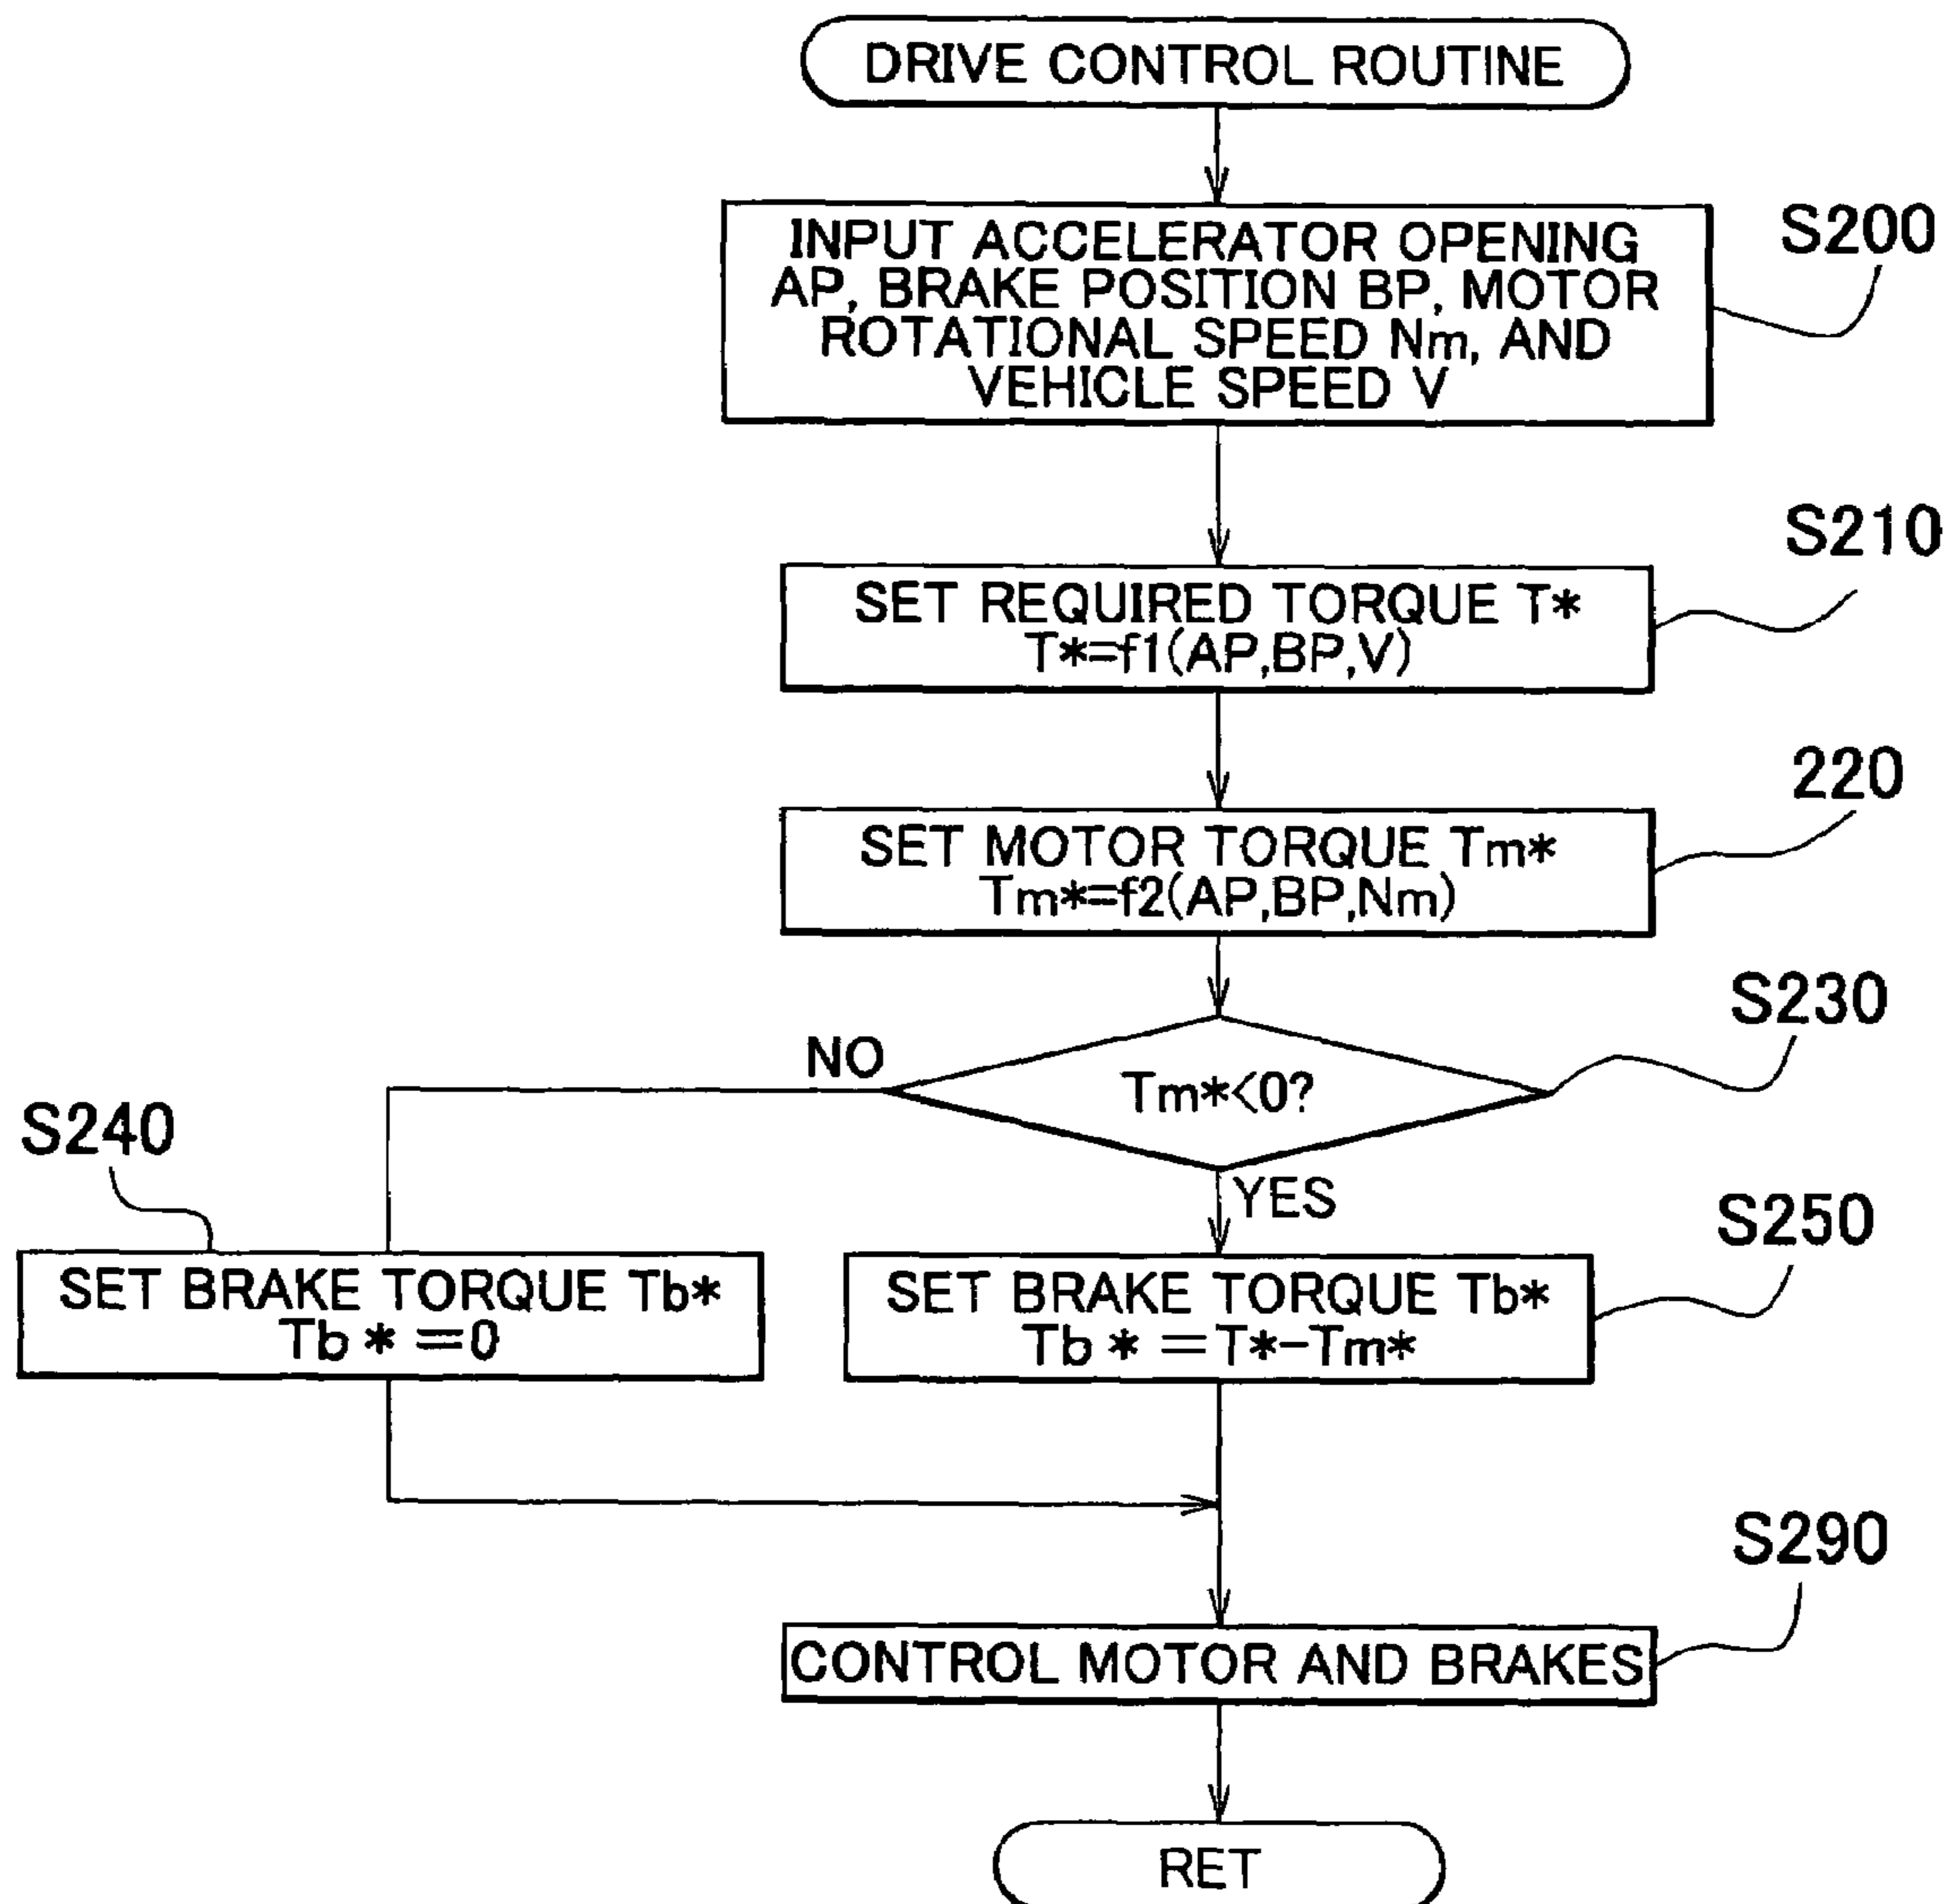 DRIVE CONTROL ROUTINE
INPUT ACCELERATOR OPENING
AP, BRAKE POSITION BP, MOTOR
ROTATIONAL SPEED Nm, AND
VEHICLE SPEED V
S200
SET REQUIRED TORQUE T*
T*=f1(AP,BP,V)
S210
SET MOTOR TORQUE Tm*
Tm*=f2(AP,BP,Nm)
220
Tm*<0?
S230
NO
YES
S240
SET BRAKE TORQUE Tb*
Tb*=0
SET BRAKE TORQUE Tb*
Tb*=T*-Tm*
S250
CONTROL MOTOR AND BRAKES
S290
RET